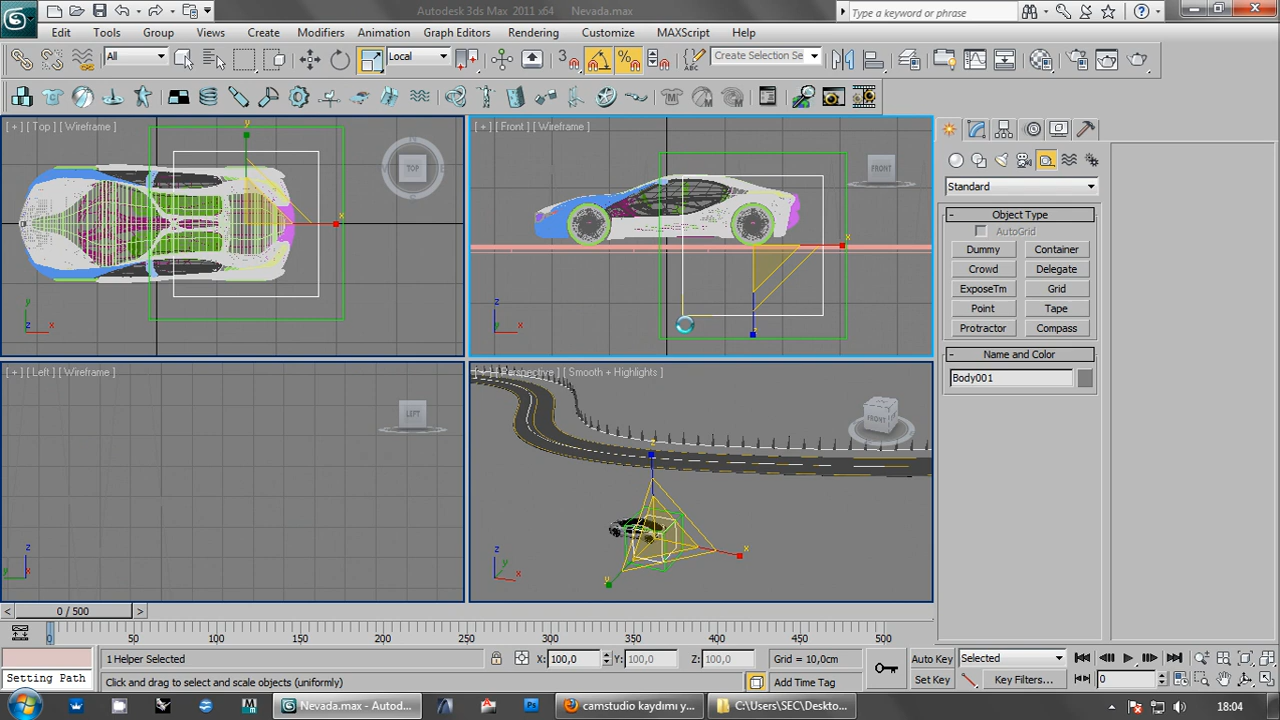 Autodesk 3ds Max 2011 x64    Nevada.max
Type a keyword or phrase
File
Edit Tools Group Views Create Modifiers Animation Graph Editors Rendering Customize MAXScript Help
All
Local
3
%
ABC
Create Selection Se
[ + ] [ Top ] [ Wireframe ]
TOP
y
x
y
z x
[ + ] [ Front ] [ Wireframe ]
FRONT
x
z
z
y x
[ + ] [ Left ] [ Wireframe ]
LEFT
z
y x
[ + ] [ Perspective ] [ Smooth + Highlights ]
FRONT
z
x
y
z
x
Standard
- Object Type
AutoGrid
Dummy Container
Crowd Delegate
ExposeTm Grid
Point Tape
Protractor Compass
- Name and Color
Body001
< 0 / 500 >
0 50 100 150 200 250 300 350 400 450 500
1 Helper Selected
X: 100,0 Y: 100,0 Z: 100,0
Grid = 10,0cm
Auto Key Selected
Setting Path
Click and drag to select and scale objects (uniformly)
Add Time Tag
Set Key Key Filters...
0
Nevada.max - Autod...
camstudio kaydımı y...
C:\Users\SEC\Deskto...
18:04